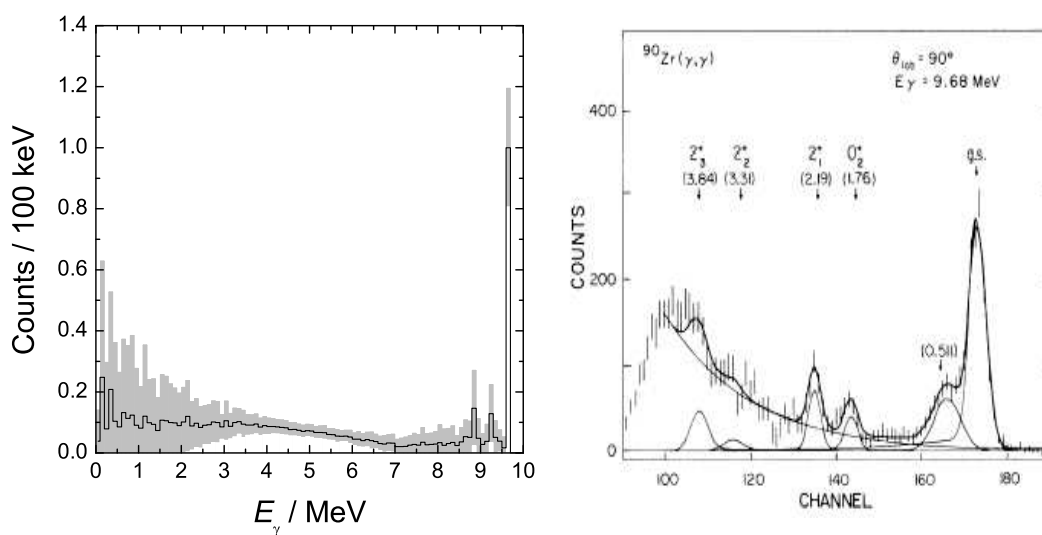 1.4
1.2
1.0
0.8
0.6
0.4
0.2
0.0
Counts / 100 keV
0 1 2 3 4 5 6 7 8 9 10
Eγ / MeV
⁹⁰Zr(γ,γ)
θlab = 90°
Eγ = 9.68 MeV
400
200
0
COUNTS
2⁺₃ 2⁺₂ 2⁺₁ 0⁺₂ g.s.
(3.84) (3.31) (2.19) (1.76)
(0.511)
100 120 140 160 180
CHANNEL